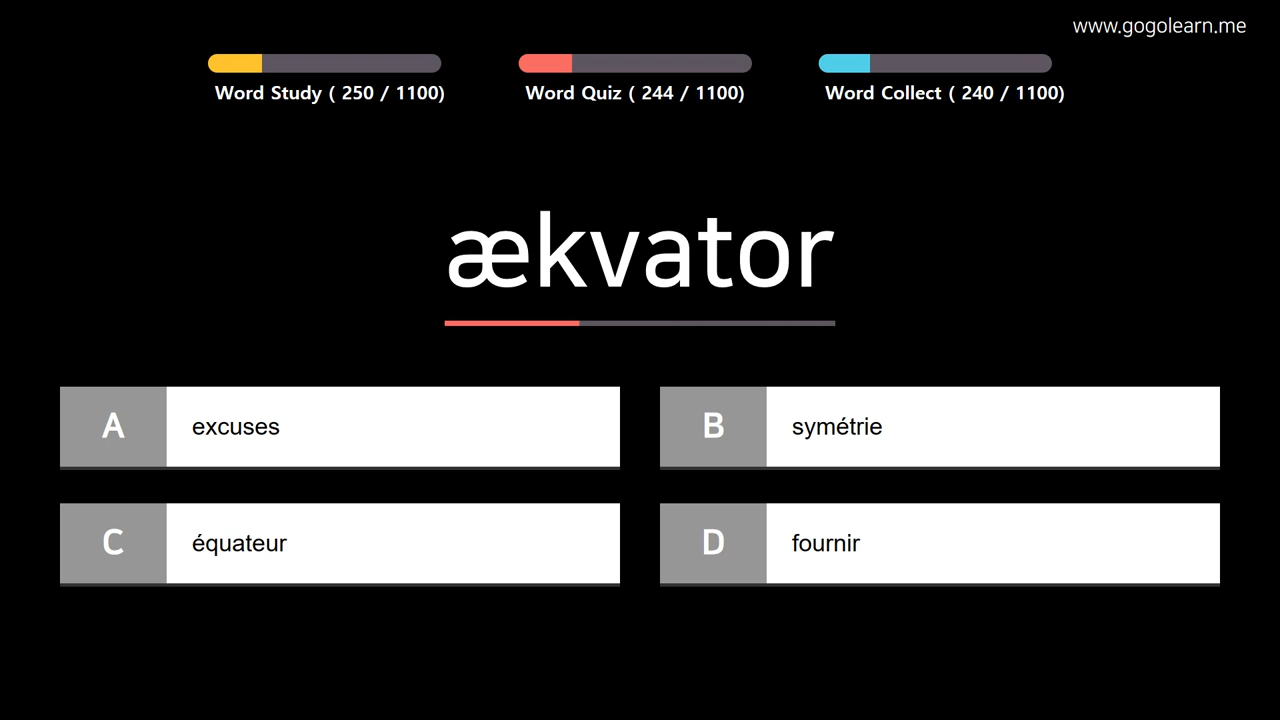 www.gogolearn.me
Word Study ( 250 / 1100)
Word Quiz ( 244 / 1100)
Word Collect ( 240 / 1100)
ækvator
A excuses
B symétrie
C équateur
D fournir